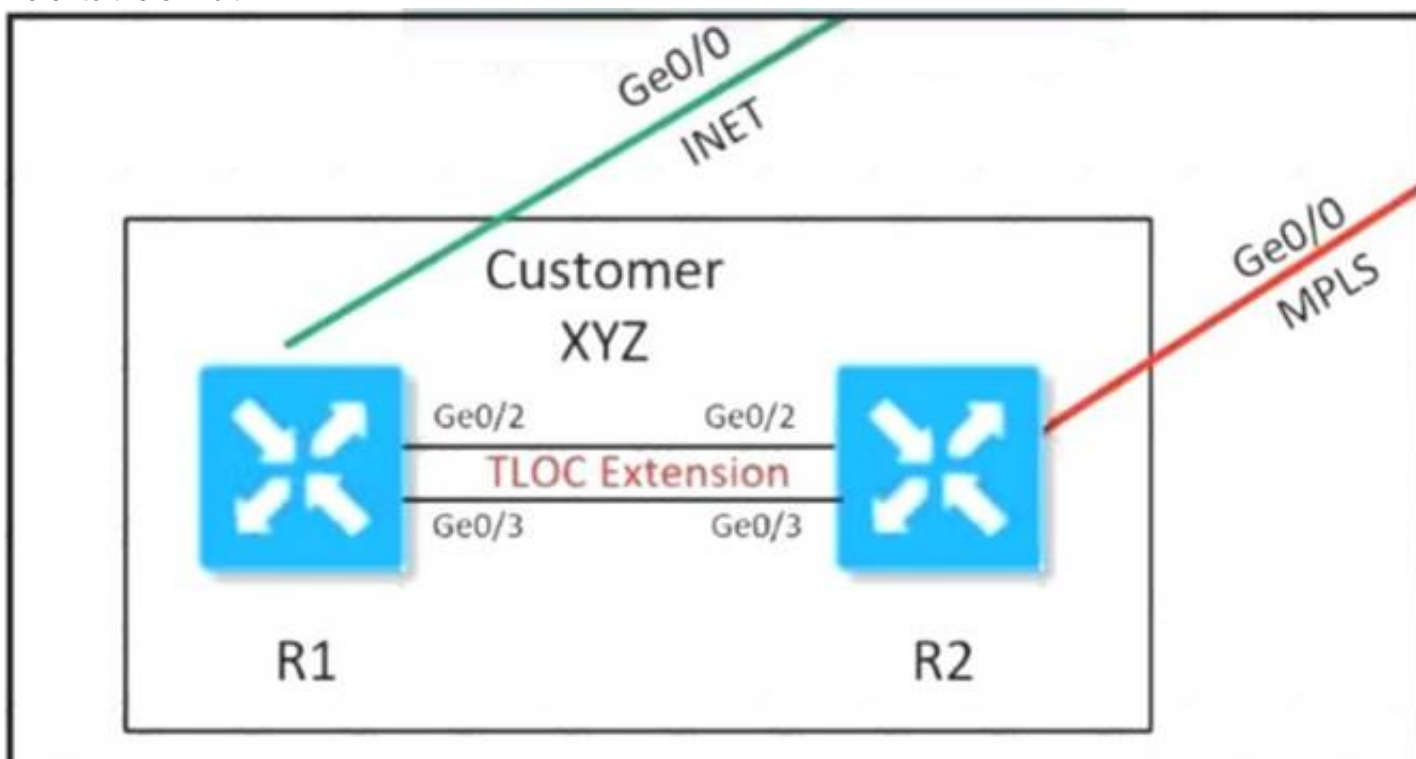 Ge0/0
INET
Ge0/0
MPLS
Customer
XYZ
Ge0/2
Ge0/2
TLOC Extension
Ge0/3
Ge0/3
R1
R2